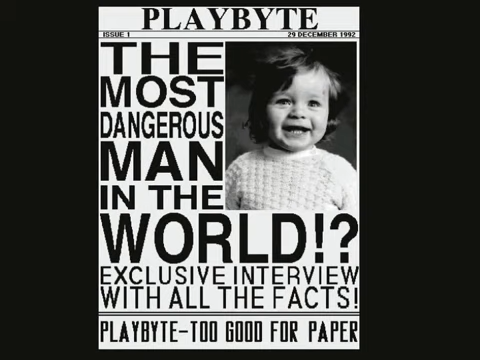 PLAYBYTE
ISSUE 1 29 DECEMBER 1992
THE
MOST
DANGEROUS
MAN
IN THE
WORLD!?
EXCLUSIVE INTERVIEW
WITH ALL THE FACTS!
PLAYBYTE-TOO GOOD FOR PAPER